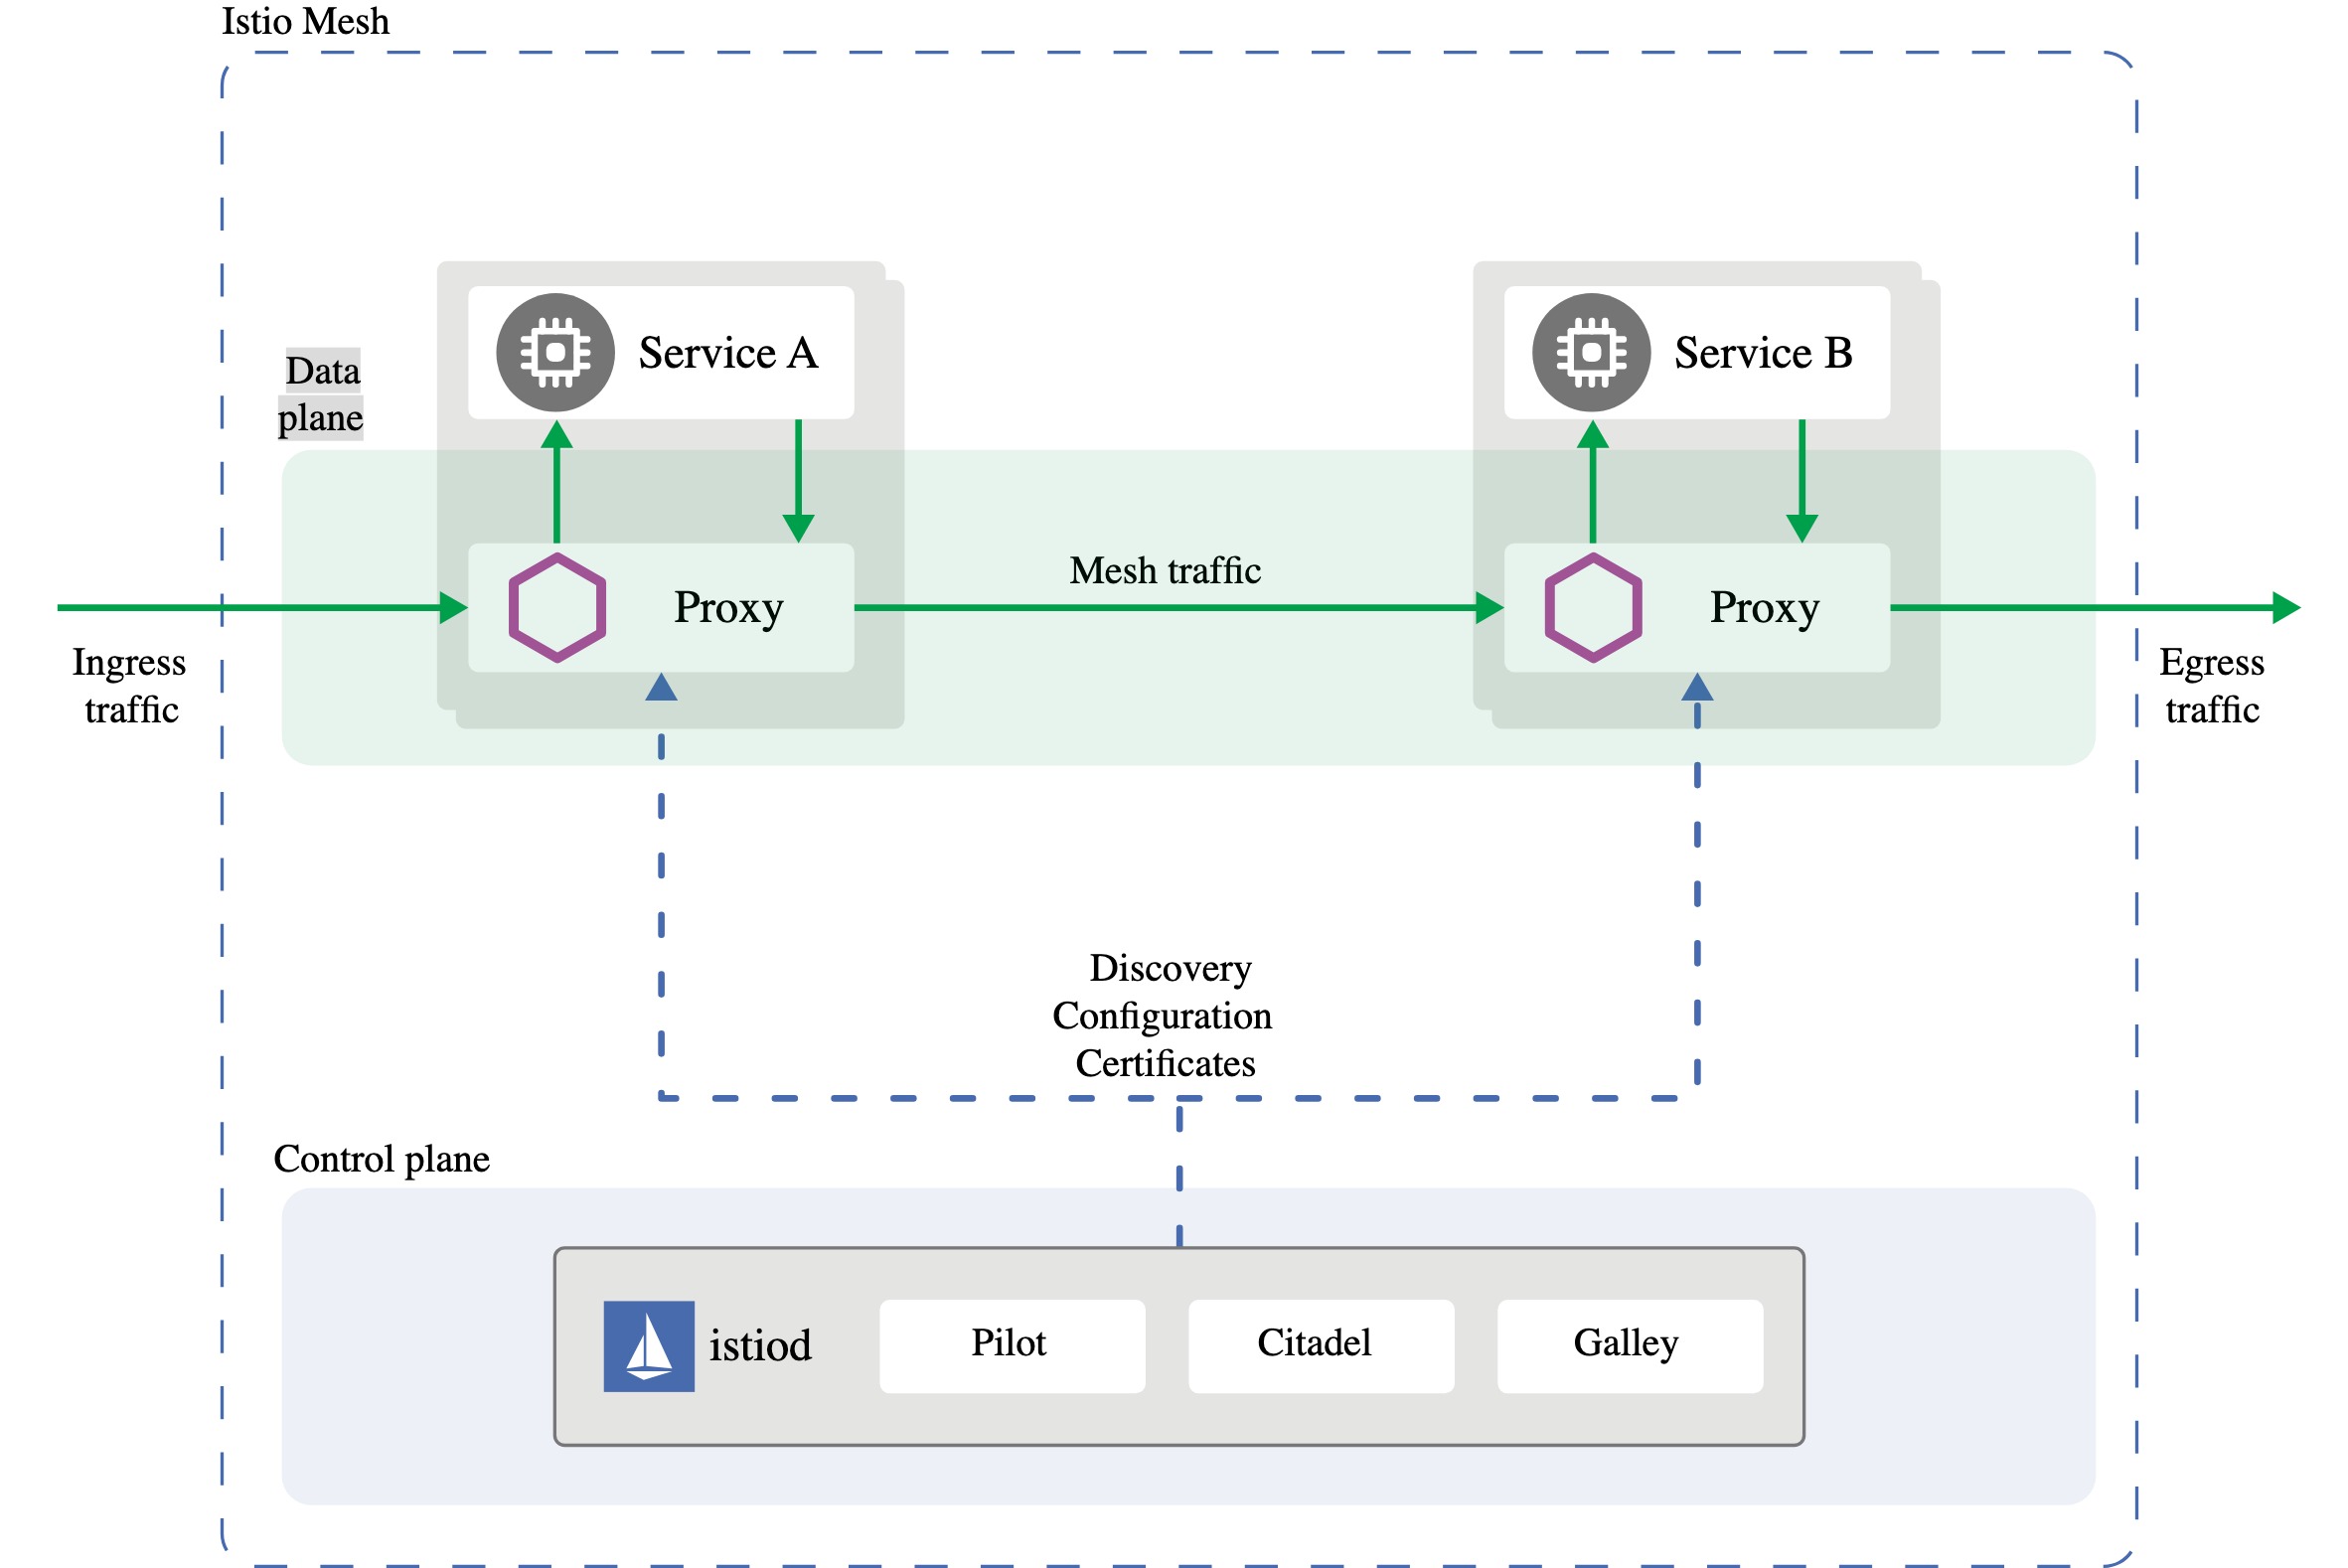 Istio Mesh
Data
plane
Service A
Service B
Mesh traffic
Proxy
Proxy
Ingress
traffic
Egress
traffic
Discovery
Configuration
Certificates
Control plane
istiod
Pilot
Citadel
Galley